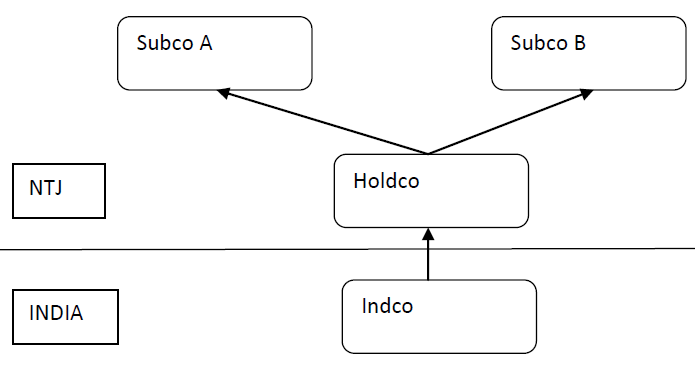 Subco A
Subco B
NTJ
Holdco
INDIA
Indco